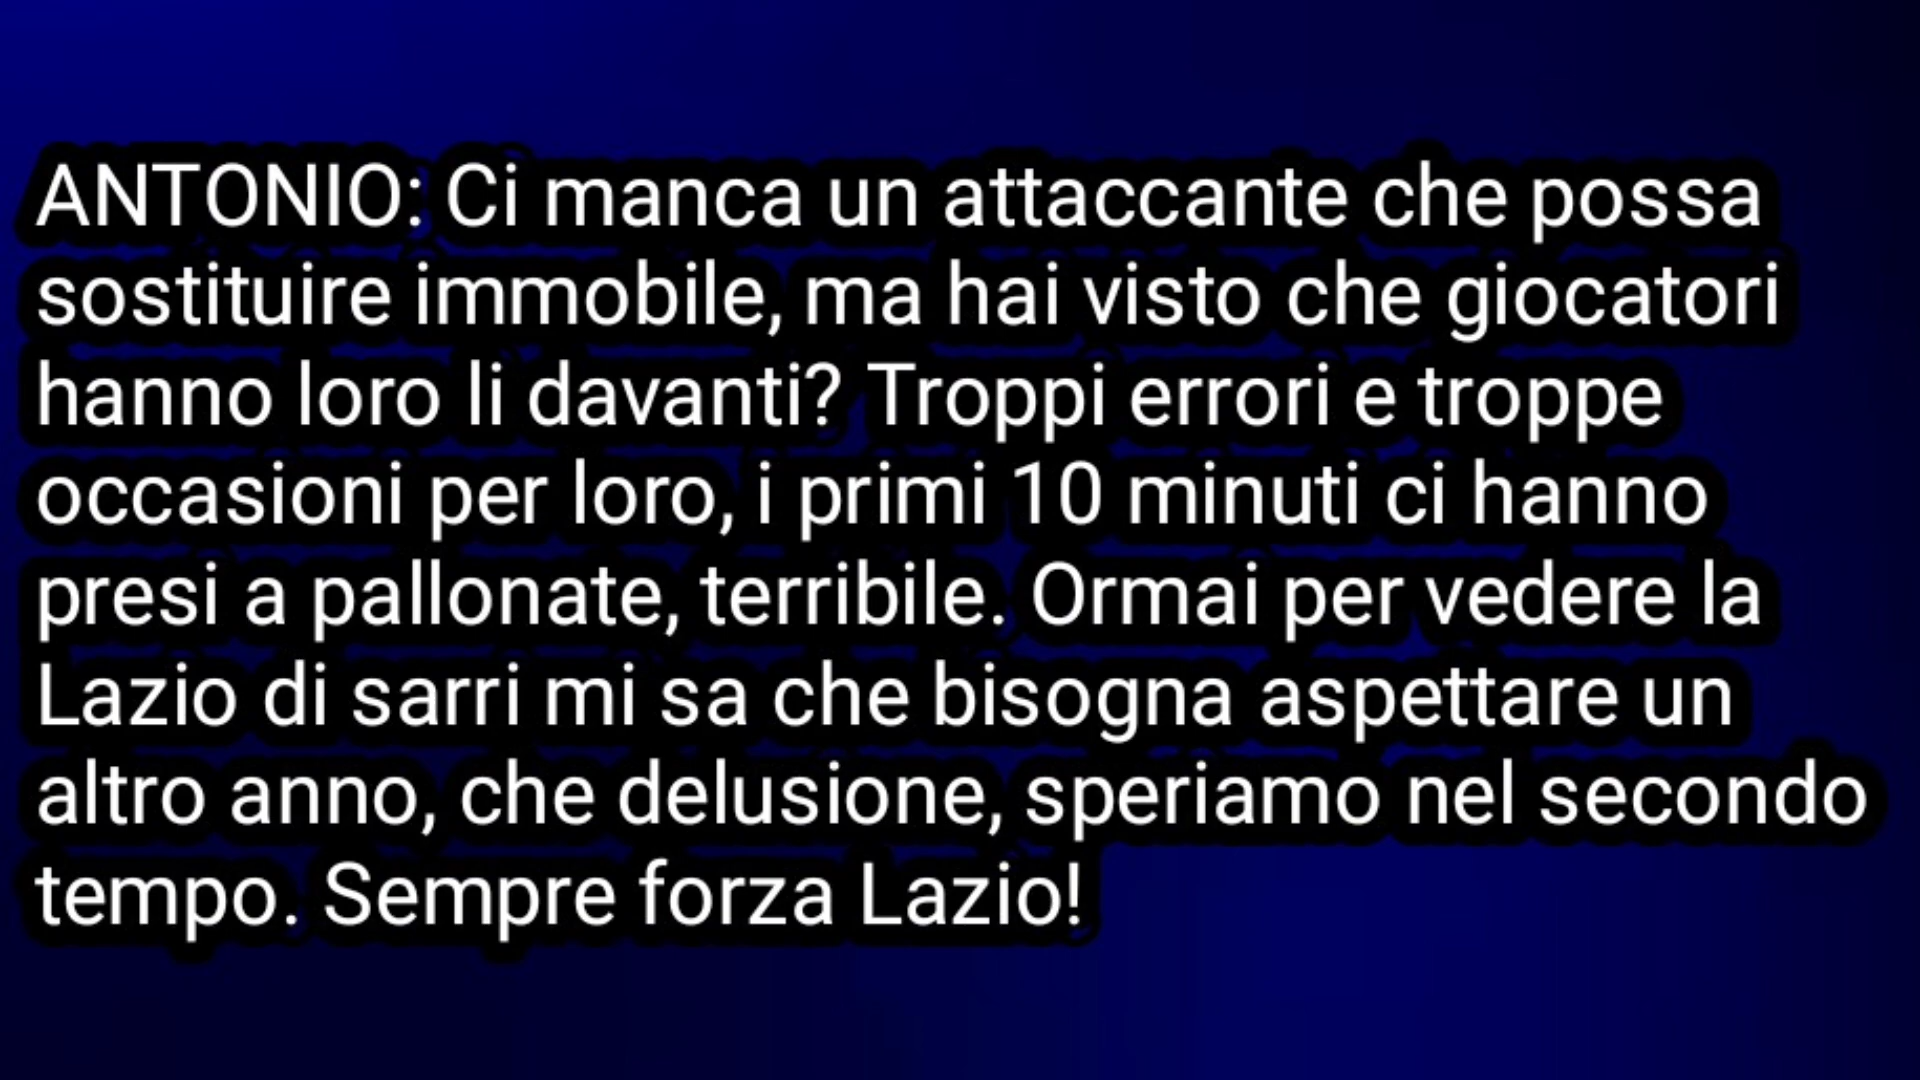 ANTONIO: Ci manca un attaccante che possa
sostituire immobile, ma hai visto che giocatori
hanno loro li davanti? Troppi errori e troppe
occasioni per loro, i primi 10 minuti ci hanno
presi a pallonate, terribile. Ormai per vedere la
Lazio di sarri mi sa che bisogna aspettare un
altro anno, che delusione, speriamo nel secondo
tempo. Sempre forza Lazio!